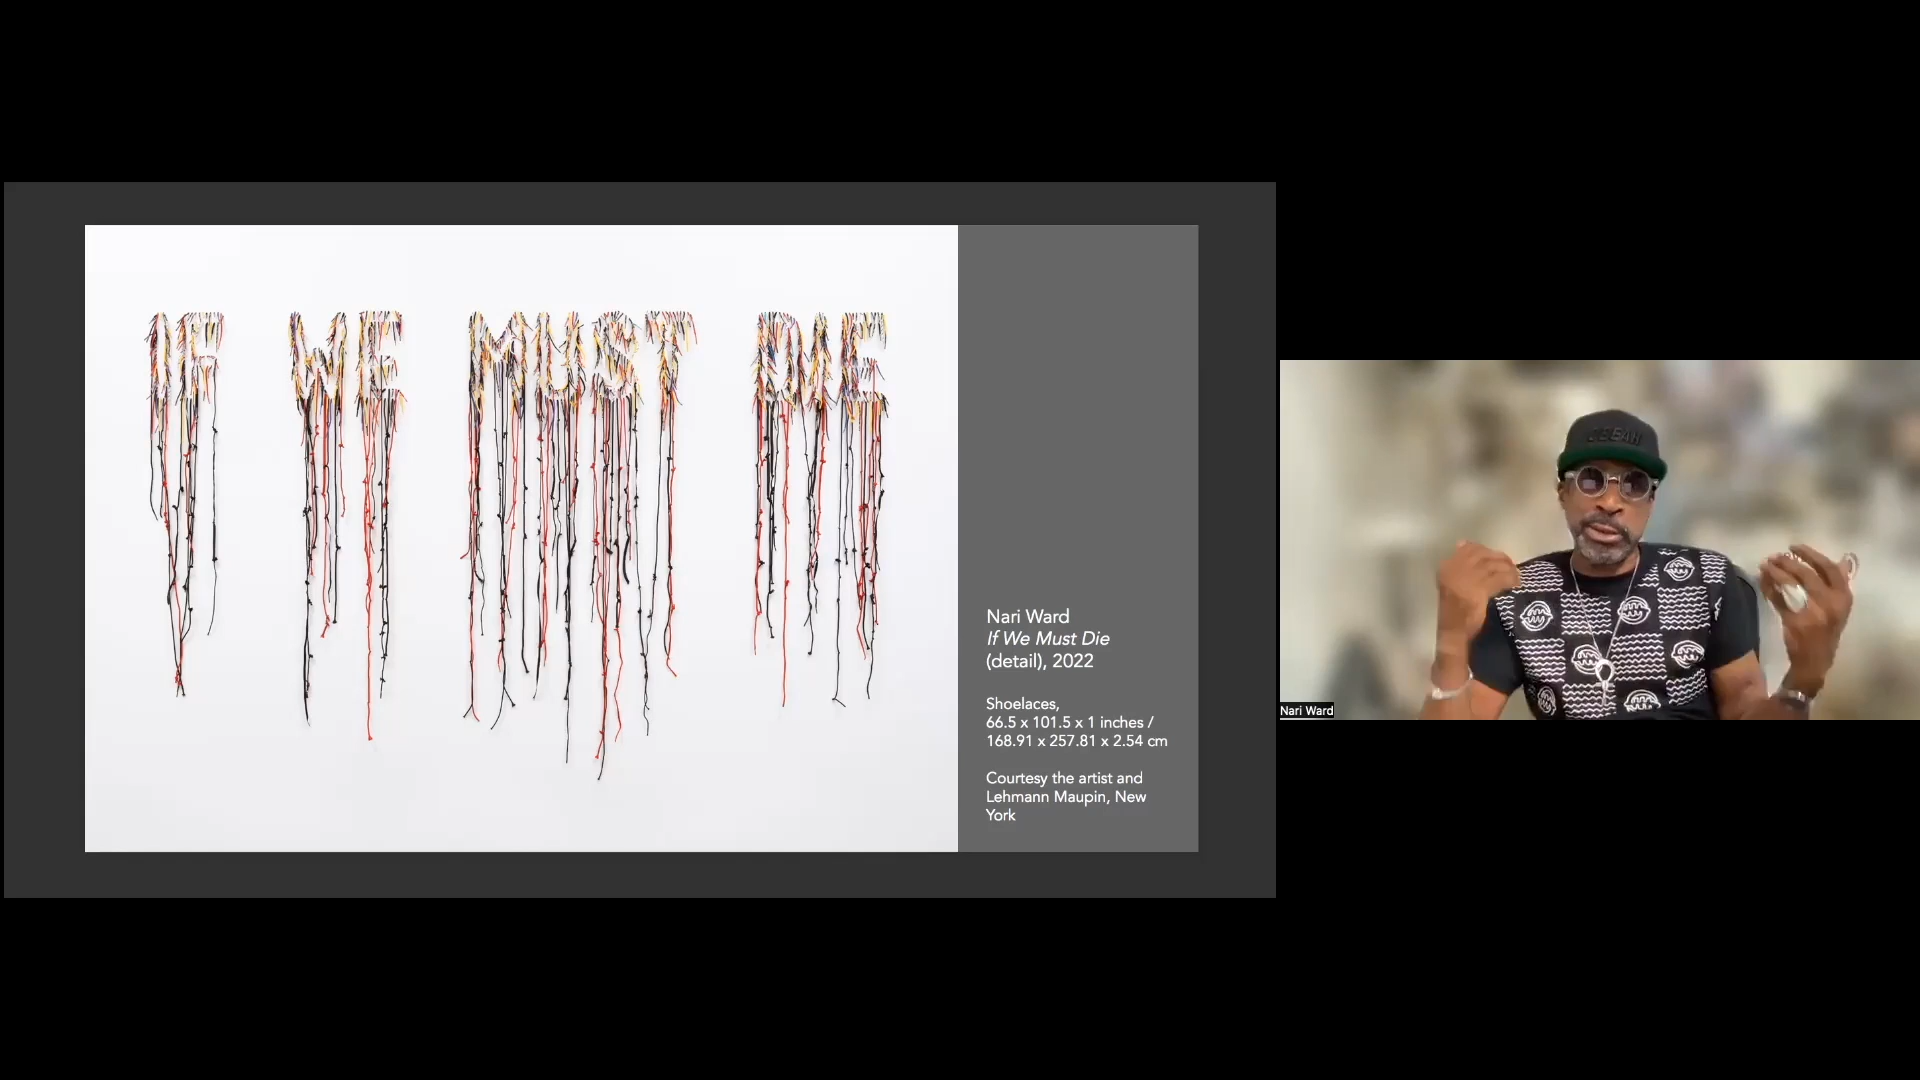 IF WE MUST DIE
Nari Ward
If We Must Die
(detail), 2022
Shoelaces,
66.5 x 101.5 x 1 inches /
168.91 x 257.81 x 2.54 cm
Courtesy the artist and
Lehmann Maupin, New
York
Nari Ward